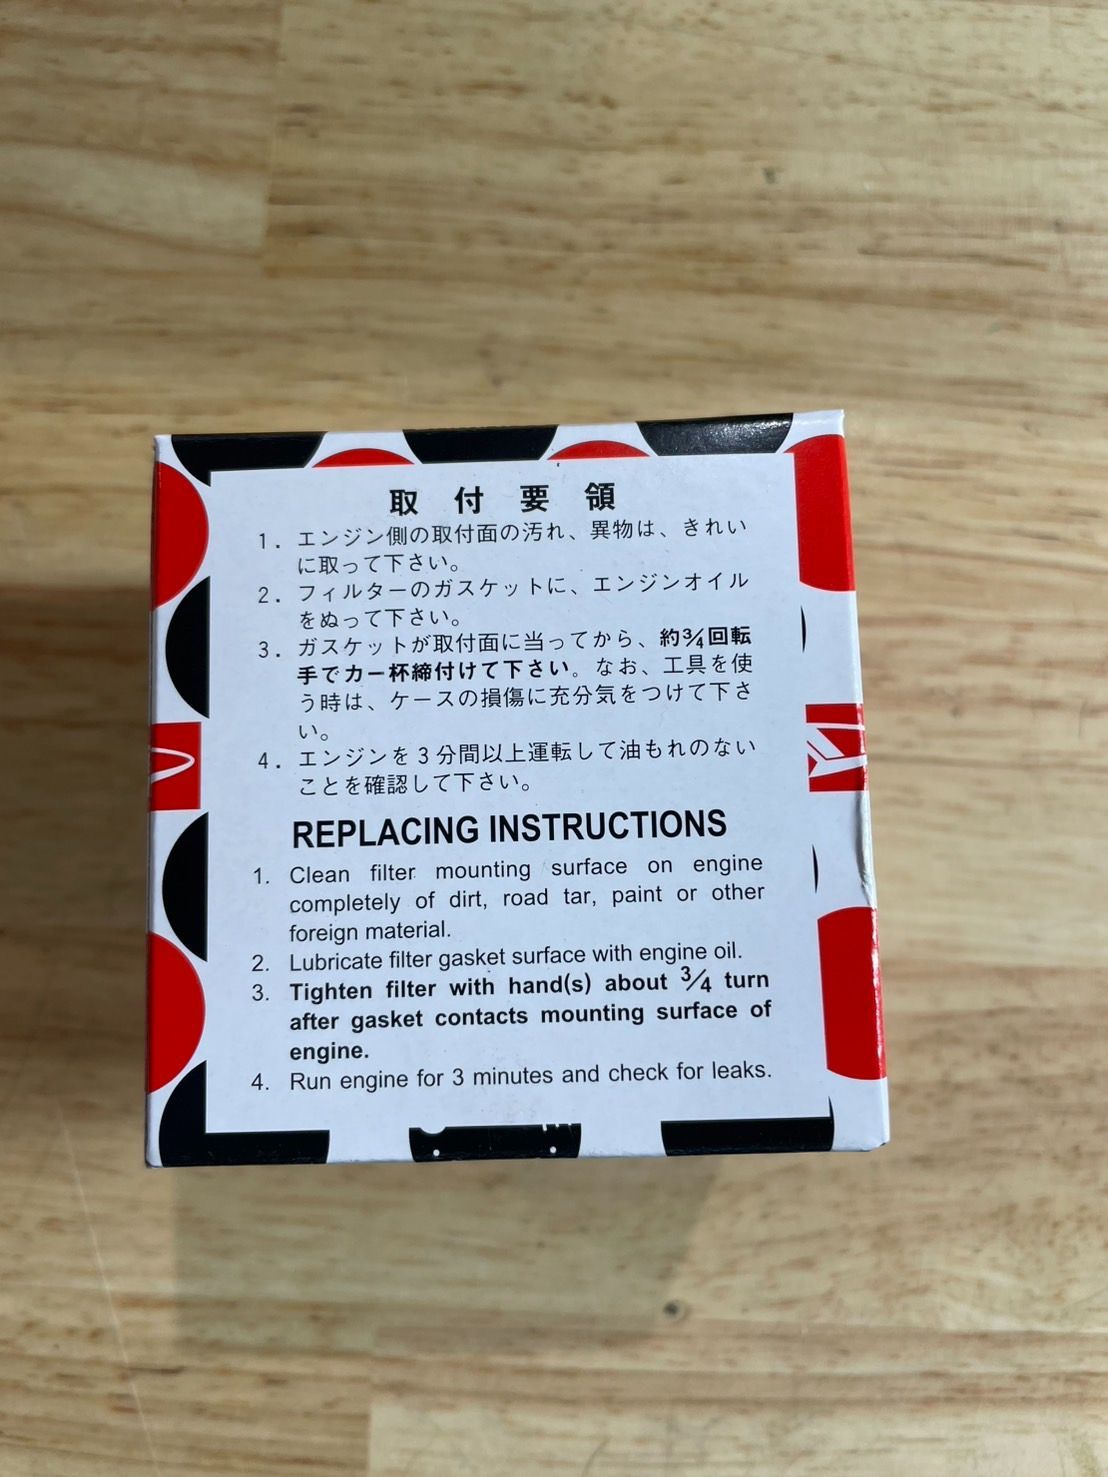 取付要領
1. エンジン側の取付面の汚れ、異物は、きれい
に取って下さい。
2. フィルターのガスケットに、エンジンオイル
をぬって下さい。
3. ガスケットが取付面に当ってから、約¾回転
手でカ一杯締付けて下さい。なお、工具を使
う時は、ケースの損傷に充分気をつけて下さ
い。
4. エンジンを3分間以上運転して油もれのない
ことを確認して下さい。
REPLACING INSTRUCTIONS
1. Clean filter mounting surface on engine
completely of dirt, road tar, paint or other
foreign material.
2. Lubricate filter gasket surface with engine oil.
3. Tighten filter with hand(s) about ¾ turn
after gasket contacts mounting surface of
engine.
4. Run engine for 3 minutes and check for leaks.